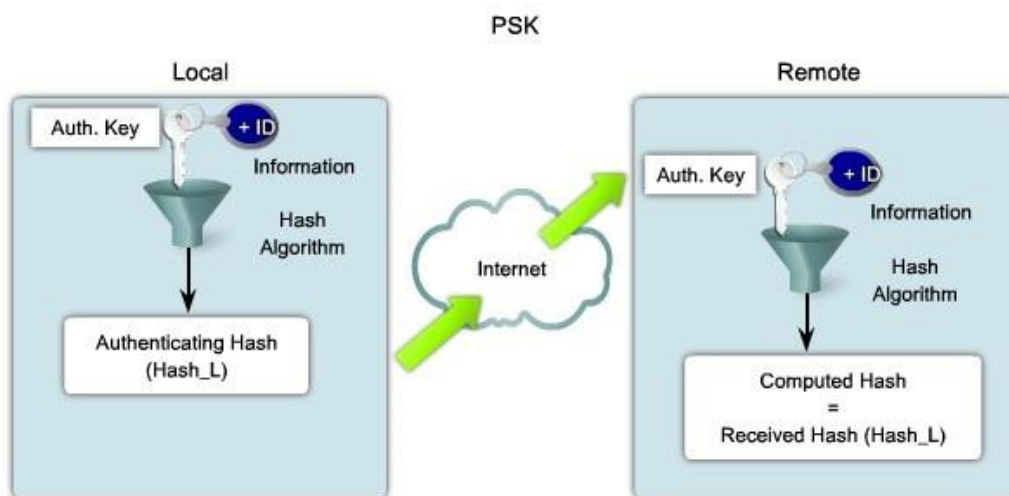 PSK
Local
Auth. Key
+ ID
Information
Hash
Algorithm
Authenticating Hash
(Hash_L)
Internet
Remote
Auth. Key
+ ID
Information
Hash
Algorithm
Computed Hash
=
Received Hash (Hash_L)